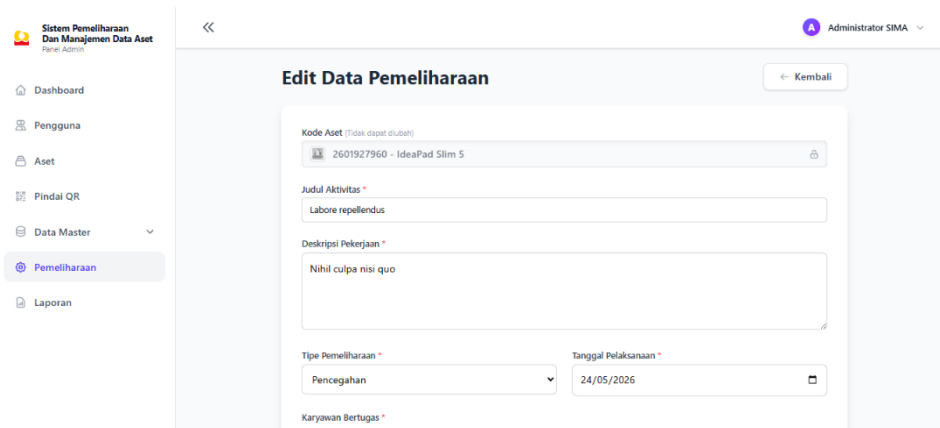 Sistem Pemeliharaan
Dan Manajemen Data Aset
Panel Admin
A Administrator SIMA
Dashboard
Pengguna
Aset
Pindai QR
Data Master
Pemeliharaan
Laporan
Edit Data Pemeliharaan
← Kembali
Kode Aset (Tidak dapat diubah)
2601927960 - IdeaPad Slim 5
Judul Aktivitas *
Labore repellendus
Deskripsi Pekerjaan *
Nihil culpa nisi quo
Tipe Pemeliharaan * Tanggal Pelaksanaan *
Pencegahan 24/05/2026
Karyawan Bertugas *